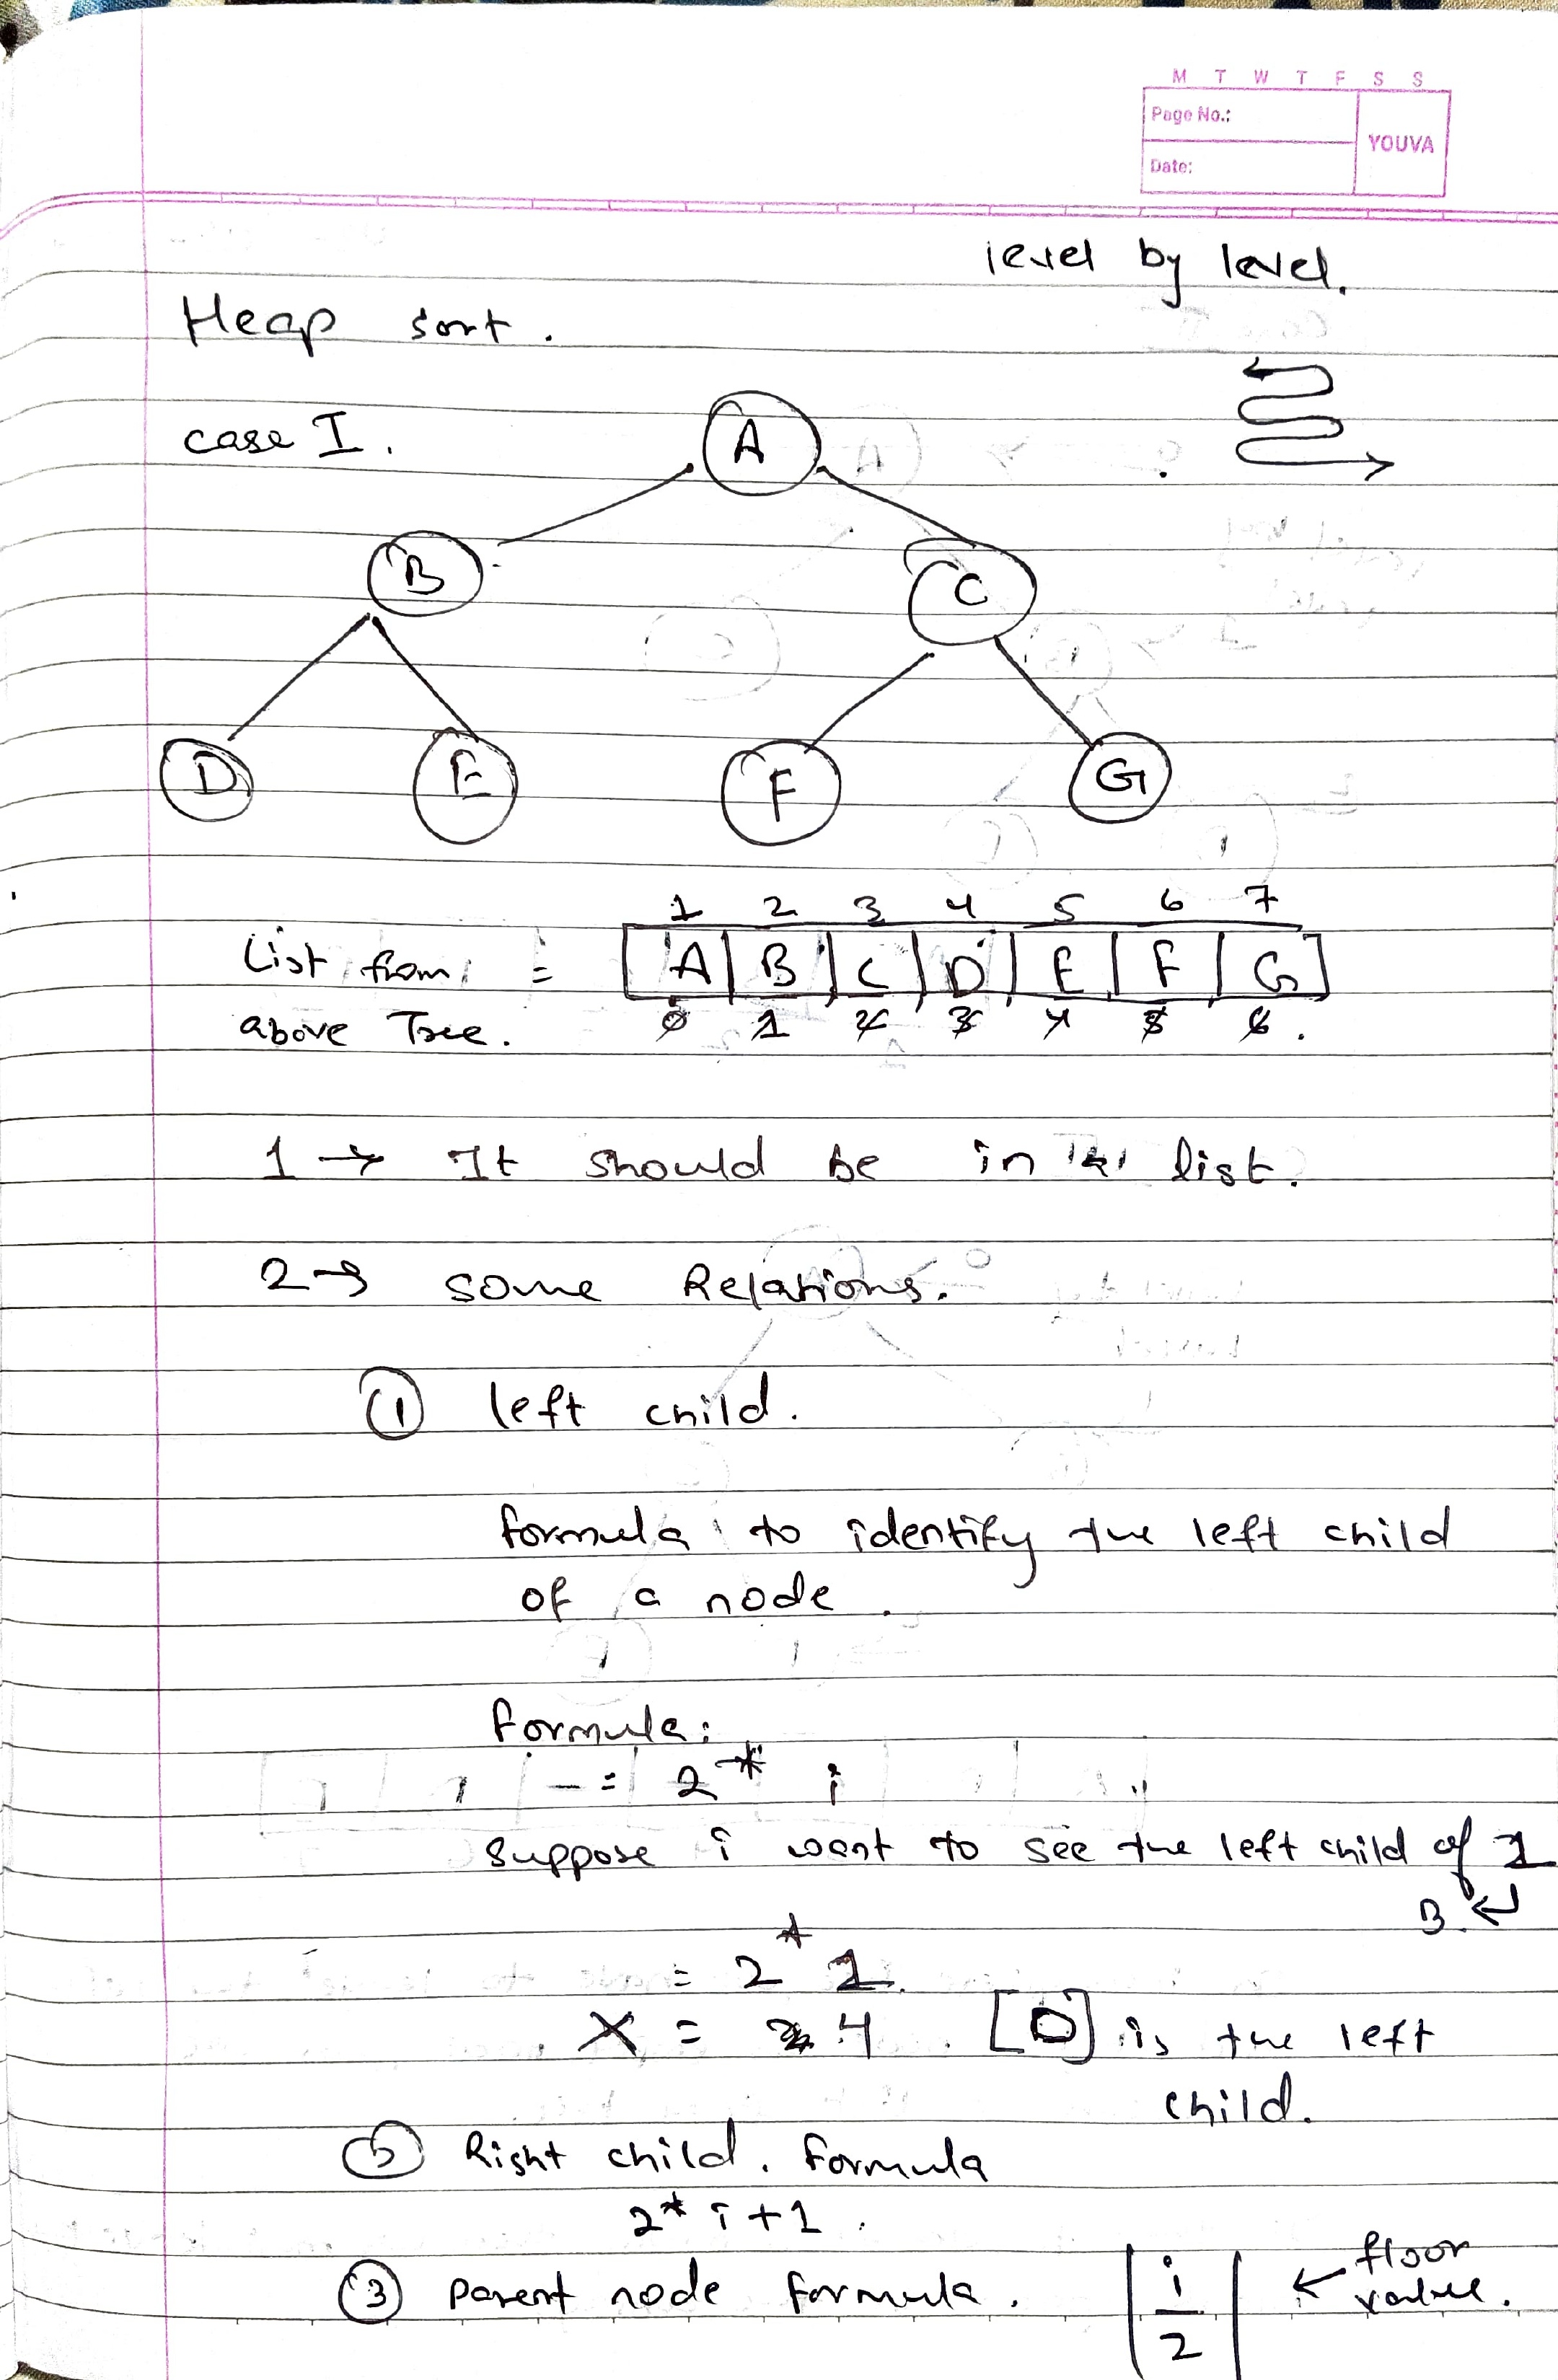 M T W T F S S
Page No.:
YOUVA
Date:
level by level.
Heap sort.
case I.
A
B
C
D
E
F
G
1 2 3 4 5 6 7
List from = [A|B|C|D|E|F|G]
above Tree.
0 1 2 3 4 5 6.
1 → It should be in list.
2 → some Relations.
① left child.
formula to identify the left child
of a node.
formula:
= 2 * i
suppose i want to see the left child of 1
B. ↵
= 2 * 2
X = 4. [D] is the left
child.
② Right child. formula
2 * i + 1.
③ parent node formula. | i / 2 | ← floor value.